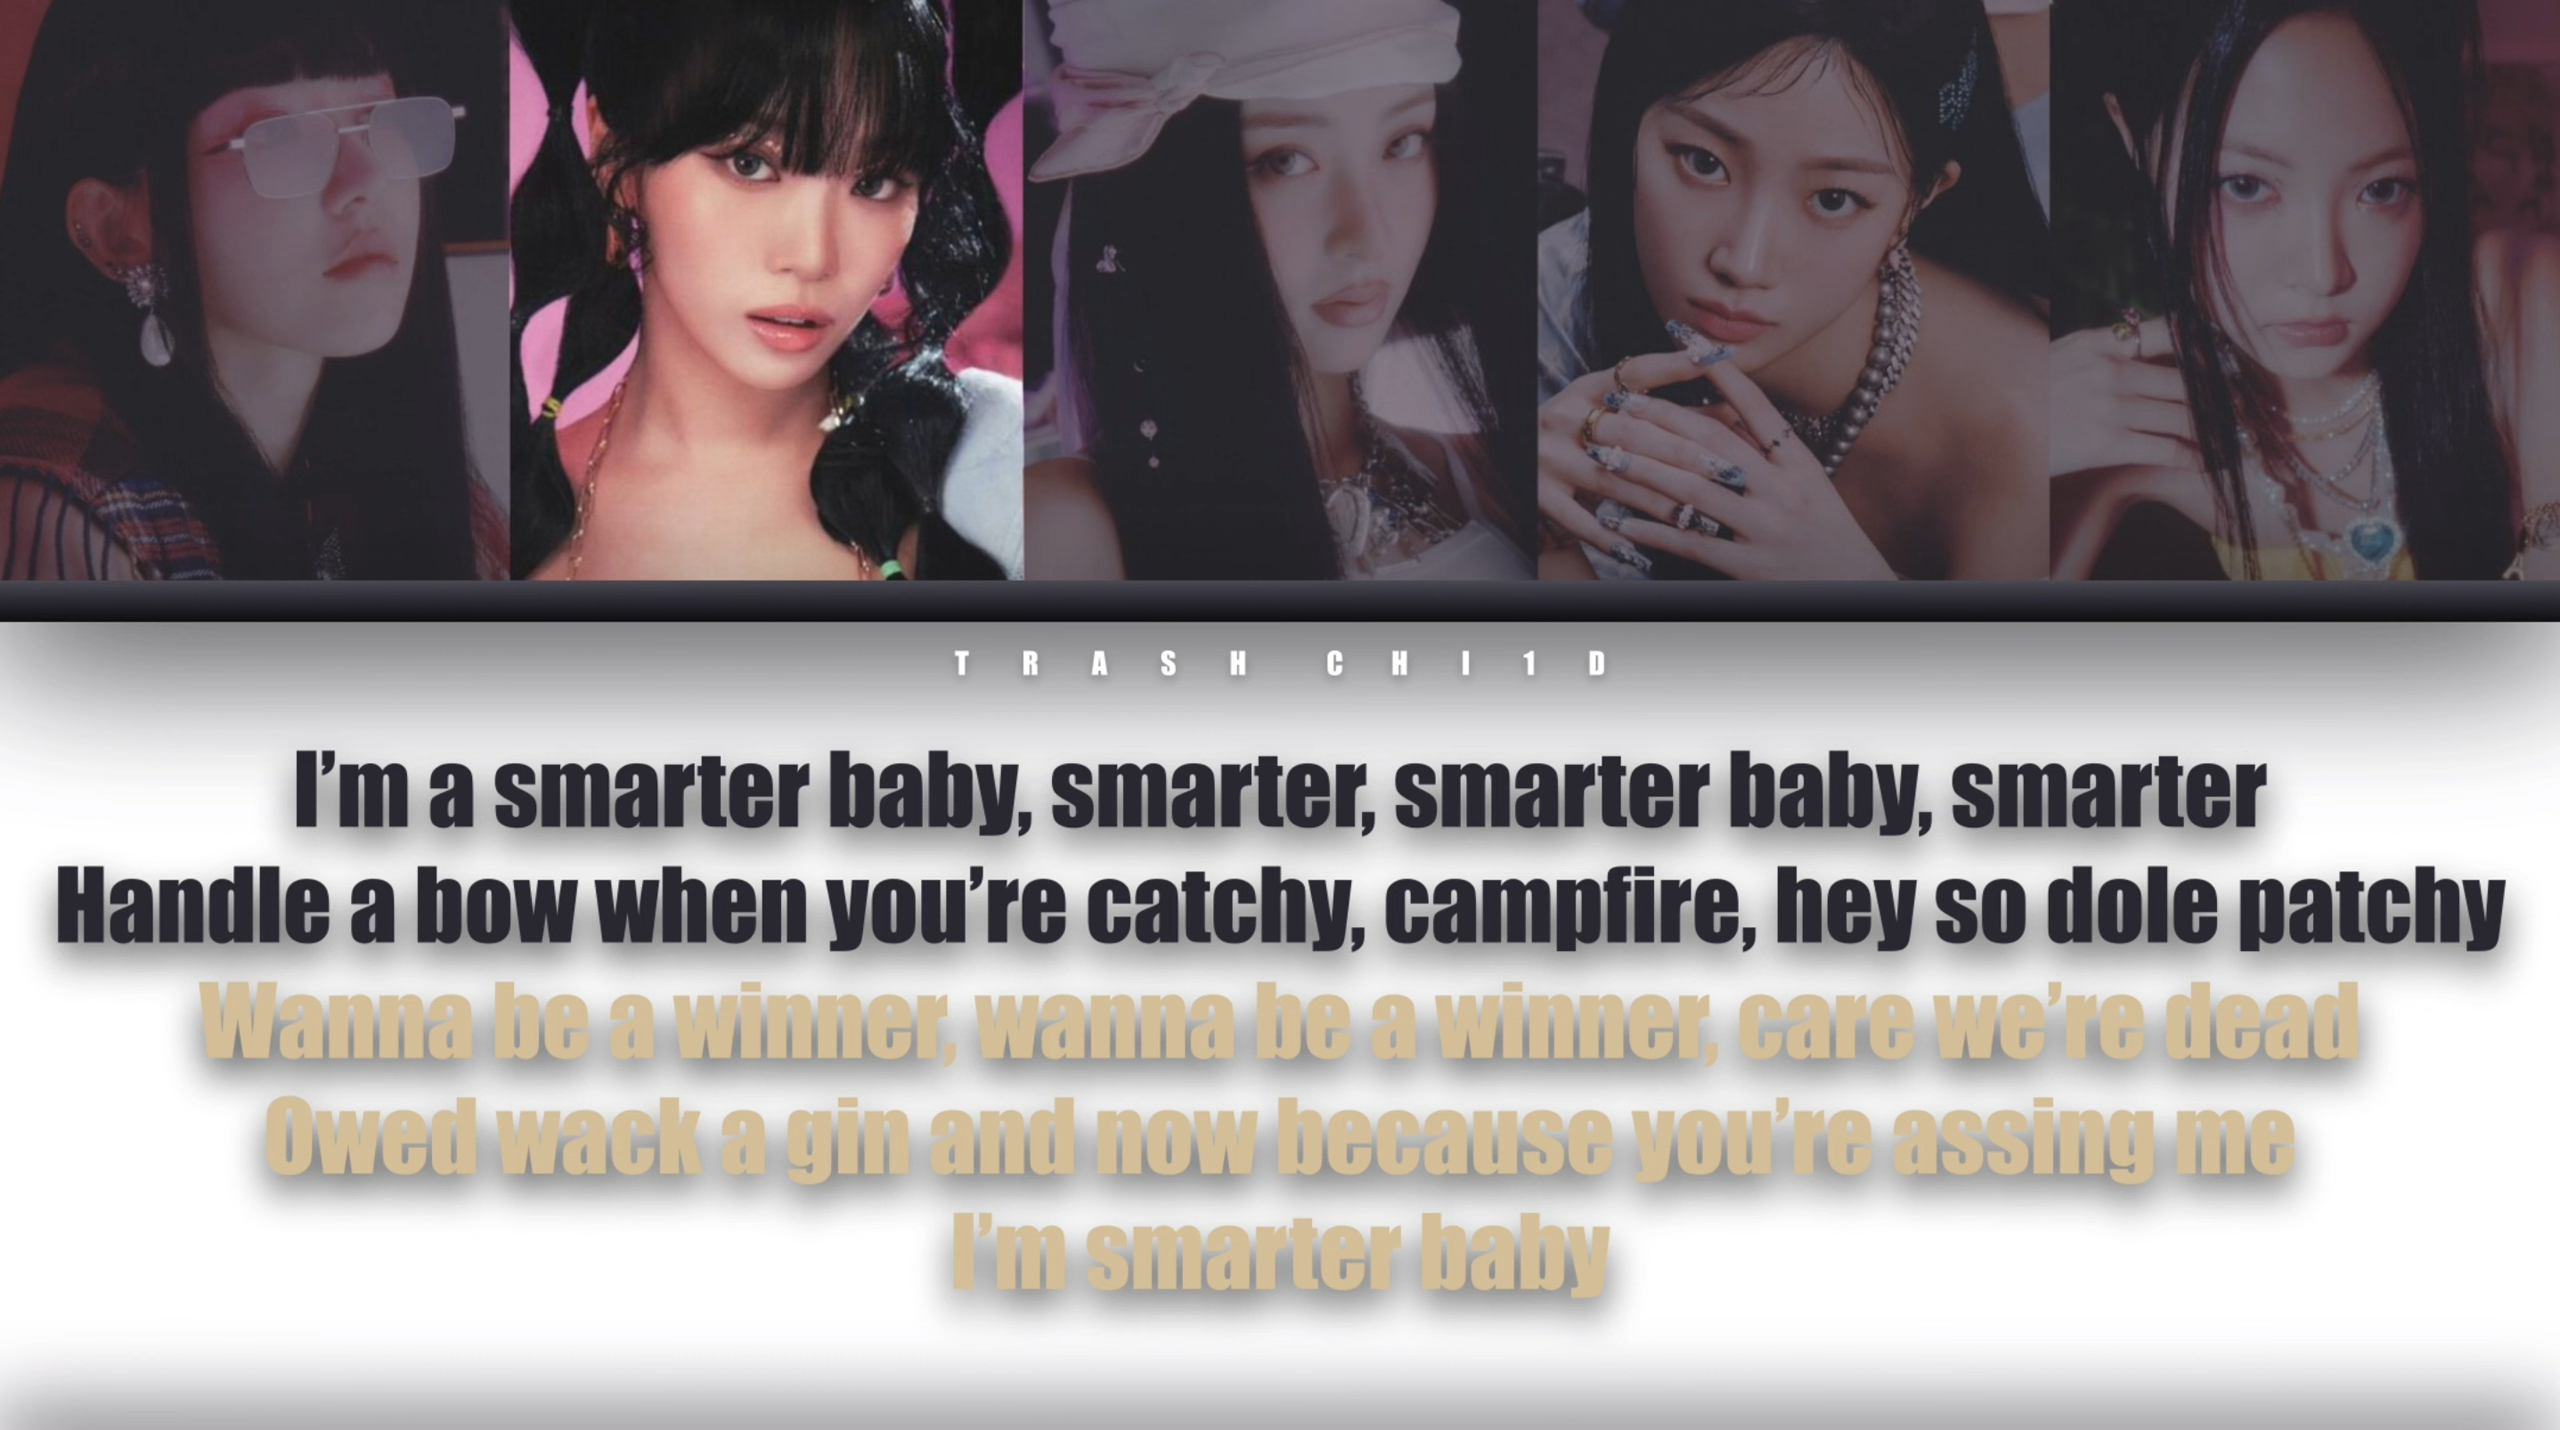 TRASH CHI1D
I’m a smarter baby, smarter, smarter baby, smarter
Handle a bow when you’re catchy, campfire, hey so dole patchy
Wanna be a winner, wanna be a winner, care we’re dead
Owed wack a gin and now because you’re assing me
I’m smarter baby